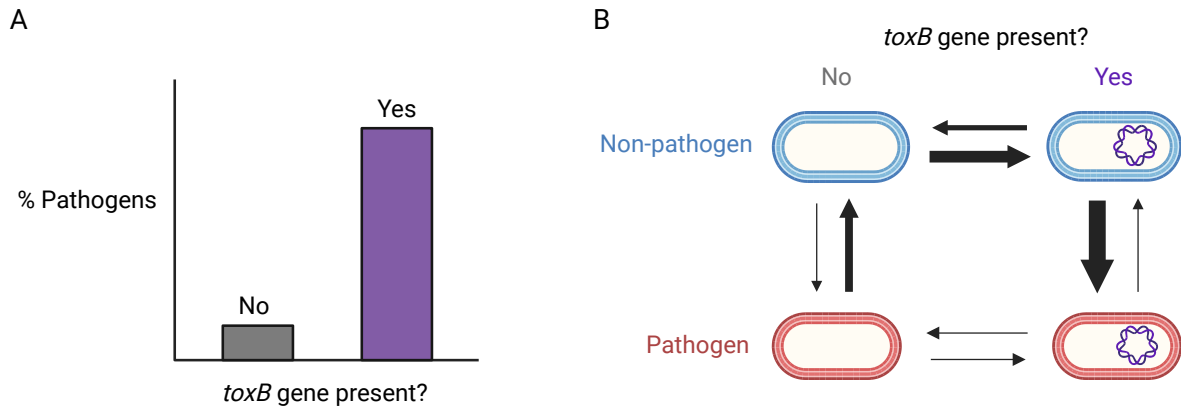 A
% Pathogens
No
Yes
toxB gene present?
B
toxB gene present?
No
Yes
Non-pathogen
Pathogen